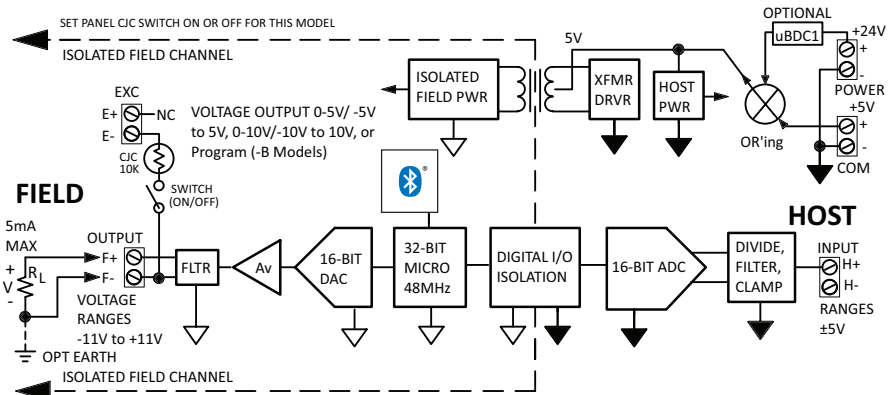 SET PANEL CJC SWITCH ON OR OFF FOR THIS MODEL
ISOLATED FIELD CHANNEL
OPTIONAL
uBDC1
+24V
+
-
POWER
+5V
+
-
COM
OR'ing
5V
ISOLATED
FIELD PWR
XFMR
DRVR
HOST
PWR
EXC
E+
NC
E-
CJC
10K
SWITCH
(ON/OFF)
VOLTAGE OUTPUT 0-5V/ -5V
to 5V, 0-10V/-10V to 10V, or
Program (-B Models)
®
FIELD
HOST
5mA
MAX
+
V
-
RL
OUTPUT
F+
F-
VOLTAGE
RANGES
-11V to +11V
OPT EARTH
FLTR
Av
16-BIT
DAC
32-BIT
MICRO
48MHz
DIGITAL I/O
ISOLATION
16-BIT ADC
DIVIDE,
FILTER,
CLAMP
INPUT
H+
H-
RANGES
±5V
ISOLATED FIELD CHANNEL